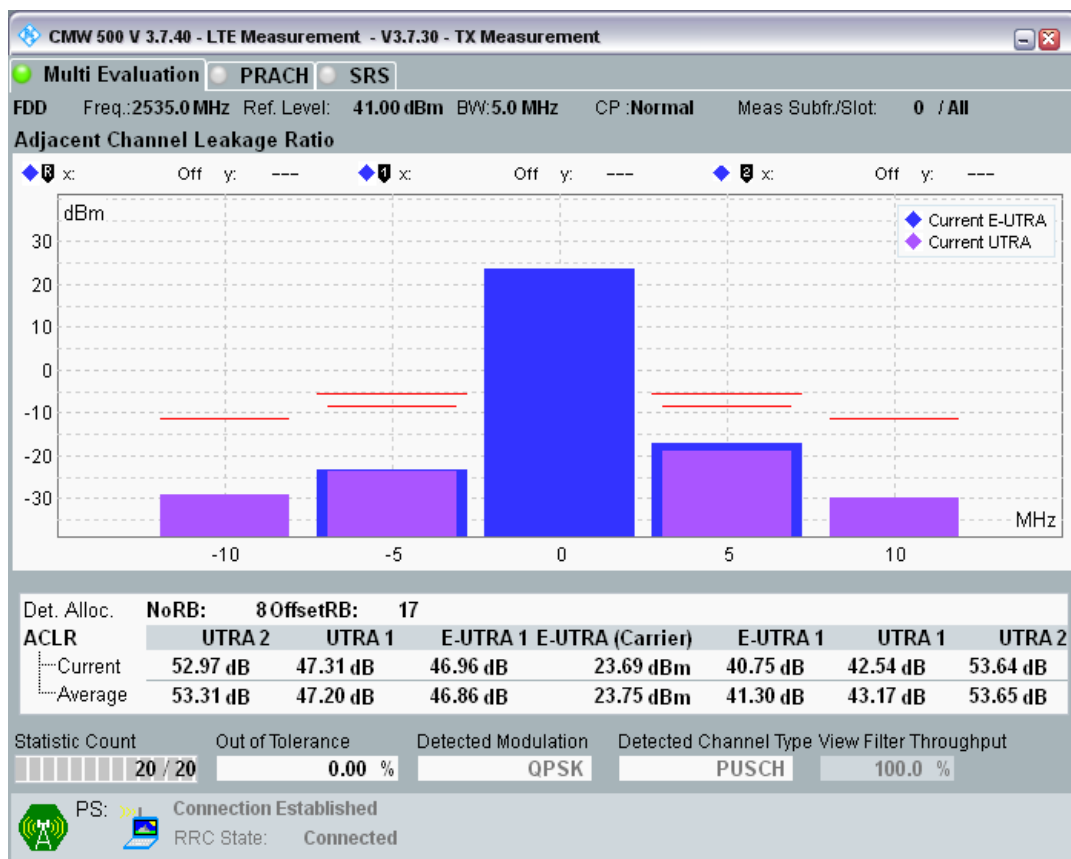 CMW 500 V 3.7.40 - LTE Measurement - V3.7.30 - TX Measurement
Multi Evaluation PRACH SRS
FDD Freq.:2535.0 MHz Ref. Level: 41.00 dBm BW:5.0 MHz CP :Normal Meas Subfr./Slot: 0 / All
Adjacent Channel Leakage Ratio
R x: Off y: --- 1 x: Off y: --- 2 x: Off y: ---
dBm
Current E-UTRA
Current UTRA
30
20
10
0
-10
-20
-30
MHz
-10 -5 0 5 10
Det. Alloc. NoRB: 8 OffsetRB: 17
ACLR UTRA 2 UTRA 1 E-UTRA 1 E-UTRA (Carrier) E-UTRA 1 UTRA 1 UTRA 2
Current 52.97 dB 47.31 dB 46.96 dB 23.69 dBm 40.75 dB 42.54 dB 53.64 dB
Average 53.31 dB 47.20 dB 46.86 dB 23.75 dBm 41.30 dB 43.17 dB 53.65 dB
Statistic Count Out of Tolerance Detected Modulation Detected Channel Type View Filter Throughput
20 / 20 0.00 % QPSK PUSCH 100.0 %
PS: Connection Established
RRC State: Connected